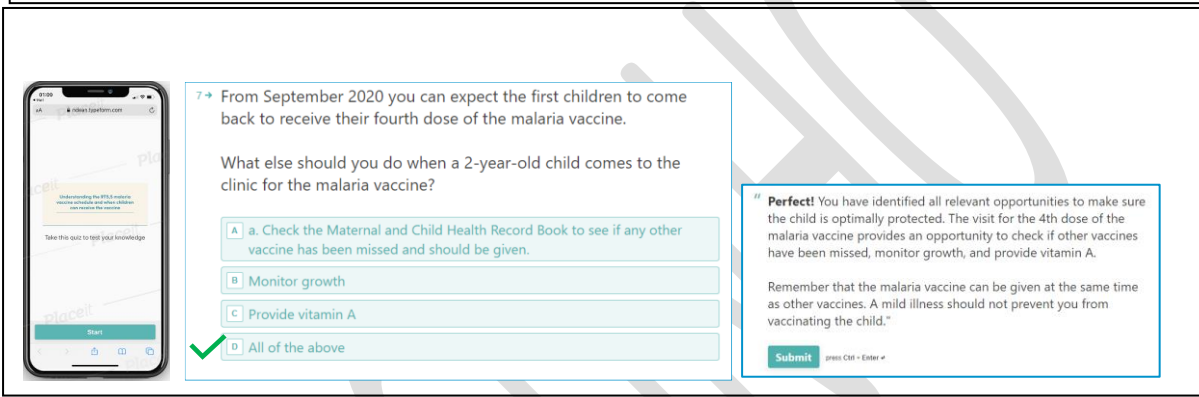 01:09
Mail
AA
ndvias.typeform.com
Understanding the RTS,S malaria
vaccine schedule and when children
can receive the vaccine
Take this quiz to test your knowledge
Start
Placeit
7→ From September 2020 you can expect the first children to come
back to receive their fourth dose of the malaria vaccine.
What else should you do when a 2-year-old child comes to the
clinic for the malaria vaccine?
A a. Check the Maternal and Child Health Record Book to see if any other
vaccine has been missed and should be given.
B Monitor growth
C Provide vitamin A
D All of the above
" Perfect! You have identified all relevant opportunities to make sure
the child is optimally protected. The visit for the 4th dose of the
malaria vaccine provides an opportunity to check if other vaccines
have been missed, monitor growth, and provide vitamin A.
Remember that the malaria vaccine can be given at the same time
as other vaccines. A mild illness should not prevent you from
vaccinating the child."
Submit press Ctrl + Enter ↵